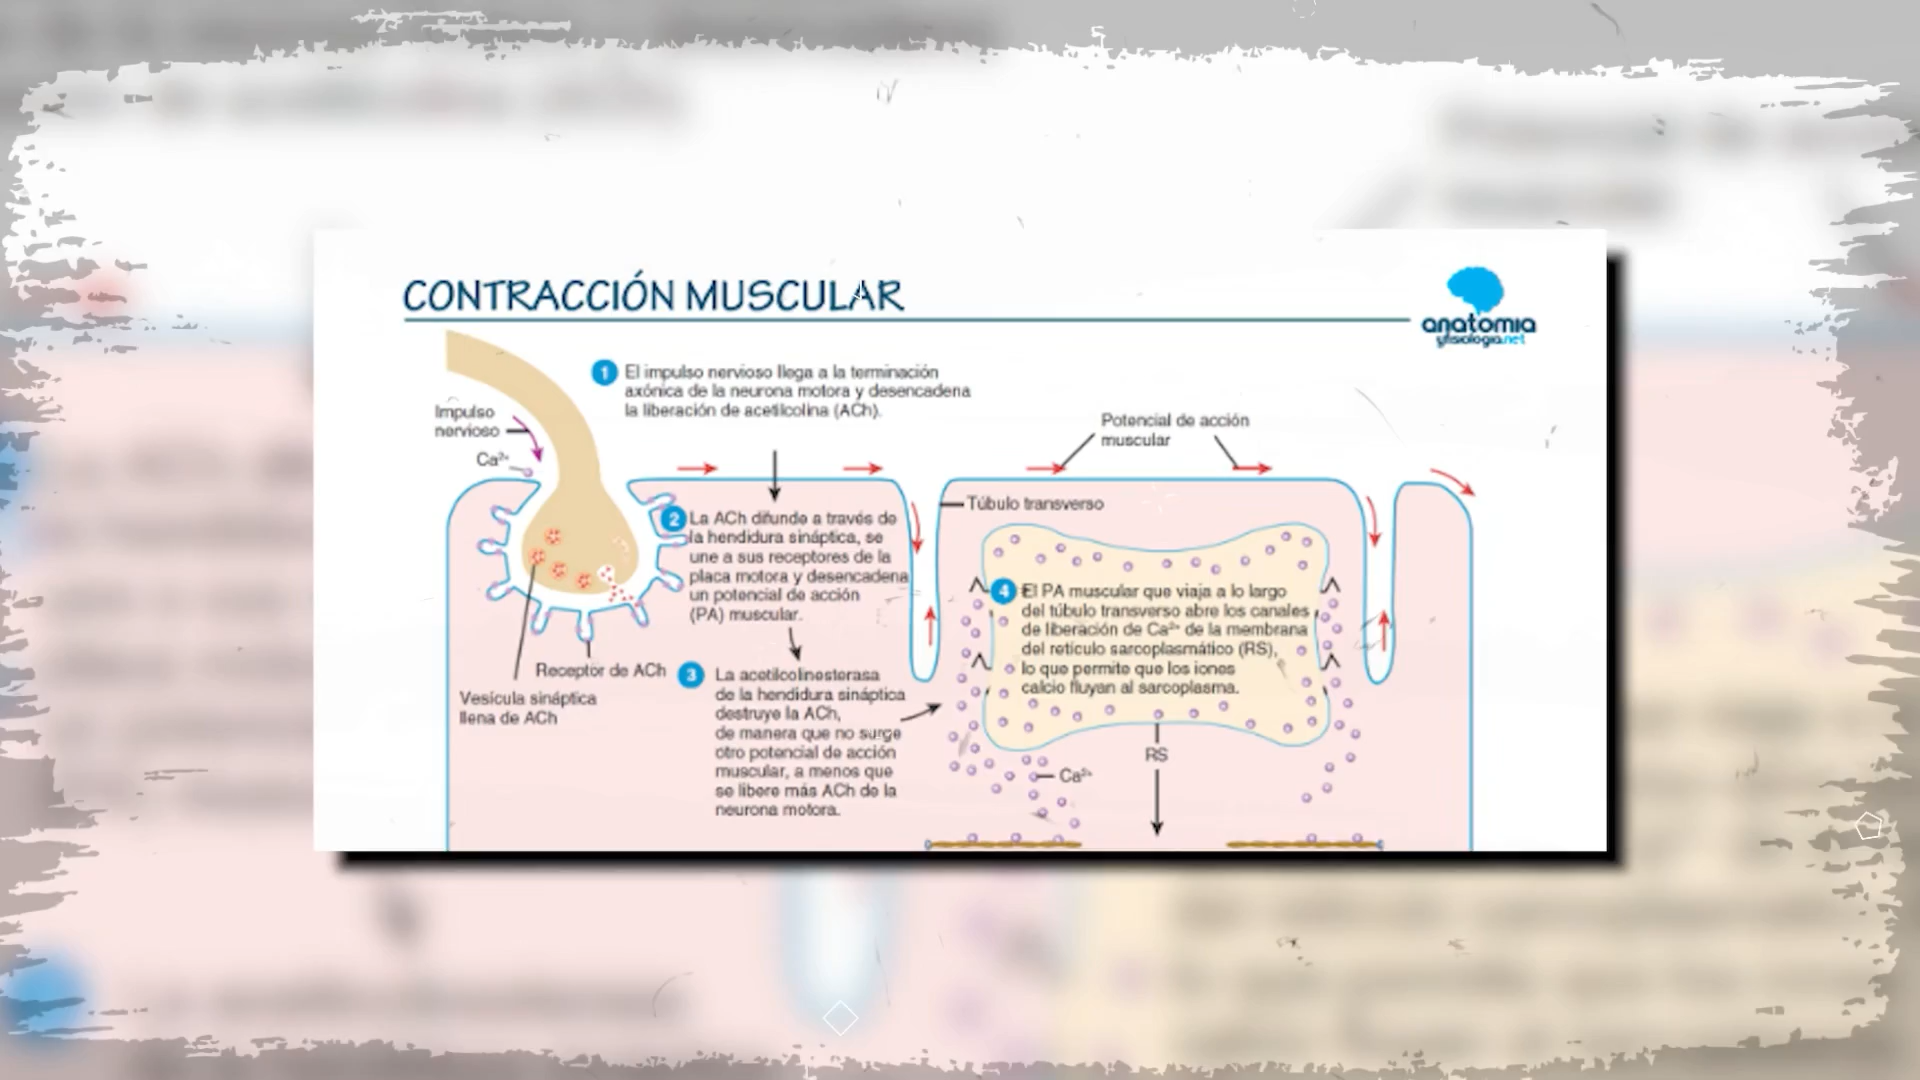 CONTRACCIÓN MUSCULAR
anatomia
yfisiologia.net
1 El impulso nervioso llega a la terminación
axónica de la neurona motora y desencadena
la liberación de acetilcolina (ACh).
Impulso
nervioso
Ca²⁺
Potencial de acción
muscular
Túbulo transverso
2 La ACh difunde a través de
la hendidura sináptica, se
une a sus receptores de la
placa motora y desencadena
un potencial de acción
(PA) muscular.
Receptor de ACh
Vesícula sináptica
llena de ACh
3 La acetilcolinesterasa
de la hendidura sináptica
destruye la ACh,
de manera que no surge
otro potencial de acción
muscular, a menos que
se libere más ACh de la
neurona motora.
4 El PA muscular que viaja a lo largo
del túbulo transverso abre los canales
de liberación de Ca²⁺ de la membrana
del retículo sarcoplasmático (RS),
lo que permite que los iones
calcio fluyan al sarcoplasma.
RS
Ca²⁺